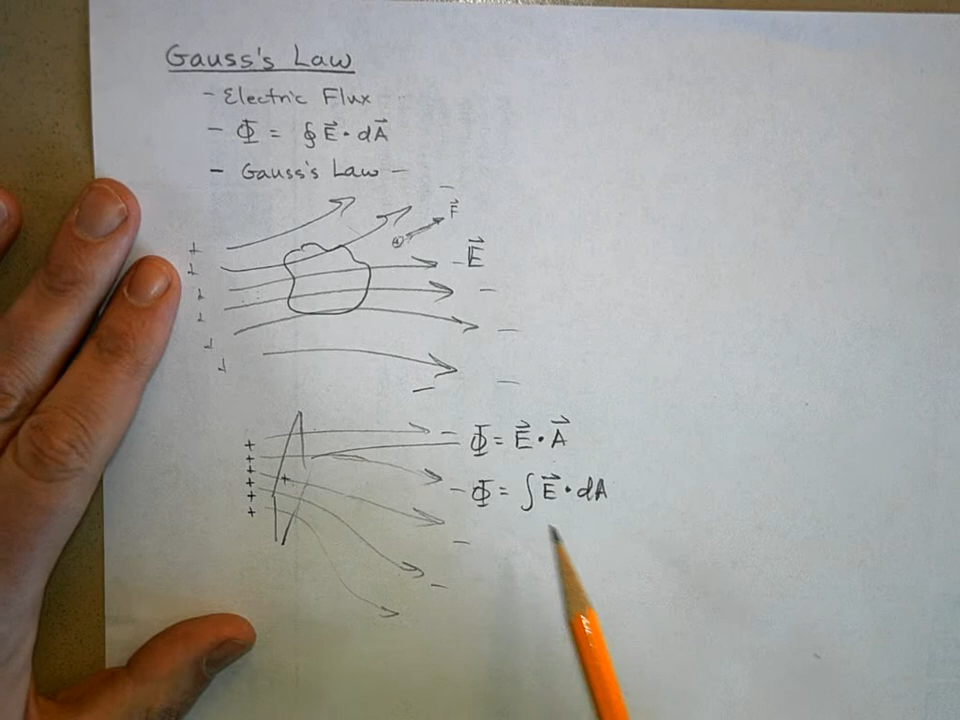 Gauss's Law
- Electric Flux
- Φ = ∮ E⃗ · dA⃗
- Gauss's Law -
F⃗
E⃗
Φ = E⃗ · A⃗
Φ = ∫ E⃗ · dA